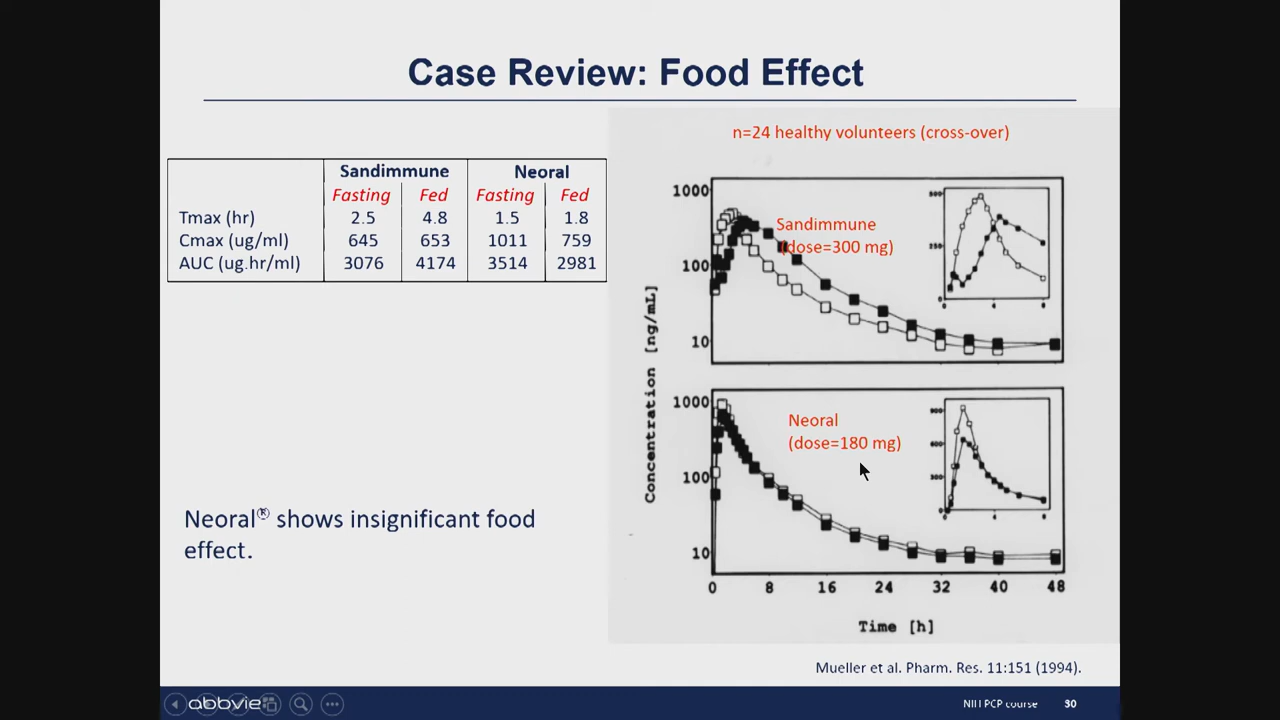 Case Review: Food Effect
n=24 healthy volunteers (cross-over)
Sandimmune Neoral
Fasting Fed Fasting Fed
Tmax (hr) 2.5 4.8 1.5 1.8
Cmax (ug/ml) 645 653 1011 759
AUC (ug.hr/ml) 3076 4174 3514 2981
Neoral® shows insignificant food
effect.
Concentration [ng/mL]
1000
100
10
Sandimmune
(dose=300 mg)
1000
100
10
Neoral
(dose=180 mg)
900
600
300
0
0 8 16 24 32 40 48
Time [h]
Mueller et al. Pharm. Res. 11:151 (1994).
abbvie
NIH PCP course 30